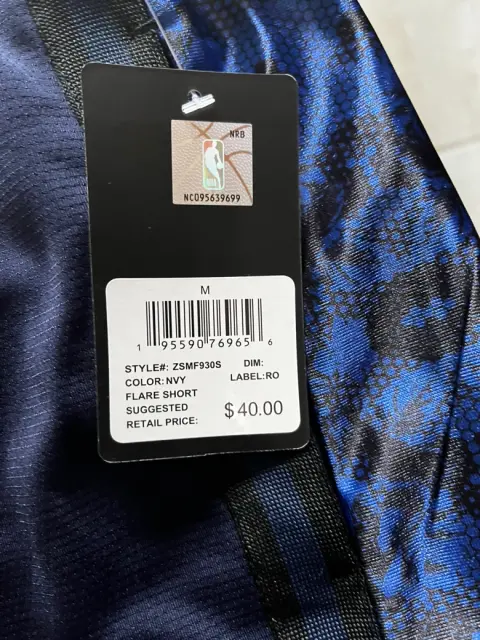 NRB
NBA
NC095639699
M
1 95590 76965 6
STYLE#: ZSMF930S DIM:
COLOR: NVY LABEL: RO
FLARE SHORT
SUGGESTED
RETAIL PRICE: $40.00